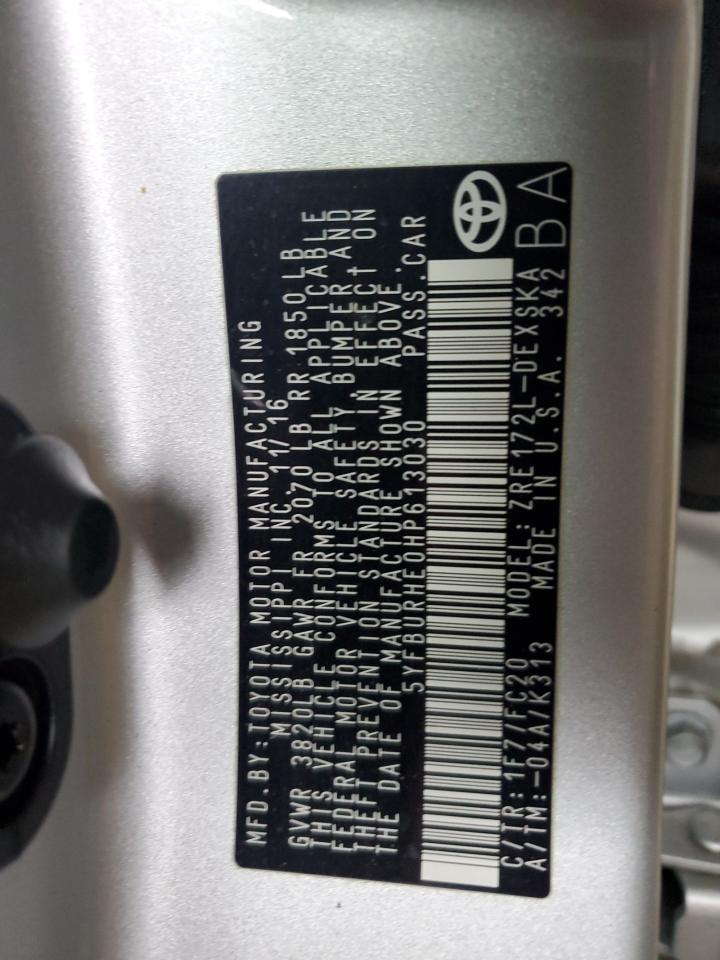 MFD.BY:TOYOTA MOTOR MANUFACTURING
MISSISSIPPI INC. 11/16
GVWR 3820LB GAWR FR 2070 LB RR 1850LB
THIS VEHICLE CONFORMS TO ALL APPLICABLE
FEDERAL MOTOR VEHICLE SAFETY, BUMPER AND
THEFT PREVENTION STANDARDS IN EFFECT ON
THE DATE OF MANUFACTURE SHOWN ABOVE.
5YFBURHE0HP613030 PASS.CAR
C/TR:1F7/FC20 MODEL:ZRE172L-DEXSKA
A/TM:-04A/K313 MADE IN U.S.A. 342
BA